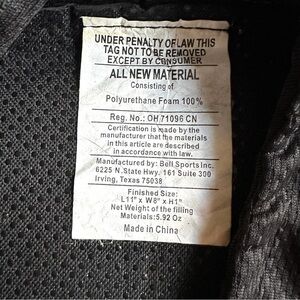 UNDER PENALTY OF LAW THIS
TAG NOT TO BE REMOVED
EXCEPT BY CENSUMER
ALL NEW MATERIAL
Consisting of
Polyurethane Foam 100%
Reg. No.: OH 71096 CN
Certification is made by the
manufacturer that the materials
in this article are described
in accordance with law.
Manufactured by: Bell Sports Inc.
6225 N.State Hwy. 161 Suite 300
Irving, Texas 75038
Finished Size:
L11" x W8" x H1"
Net Weight of the filling
Materials:5.92 Oz
Made in China